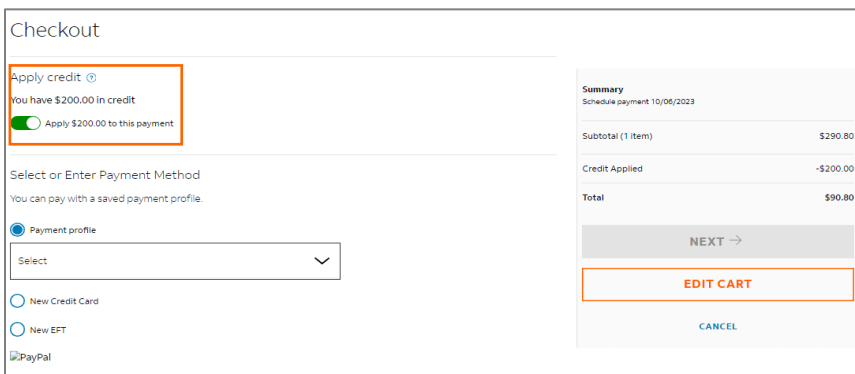 Checkout
Apply credit
You have $200.00 in credit
Apply $200.00 to this payment
Select or Enter Payment Method
You can pay with a saved payment profile.
Payment profile
Select
New Credit Card
New EFT
PayPal
Summary
Schedule payment 10/06/2023
Subtotal (1 item) $290.80
Credit Applied -$200.00
Total $90.80
NEXT →
EDIT CART
CANCEL